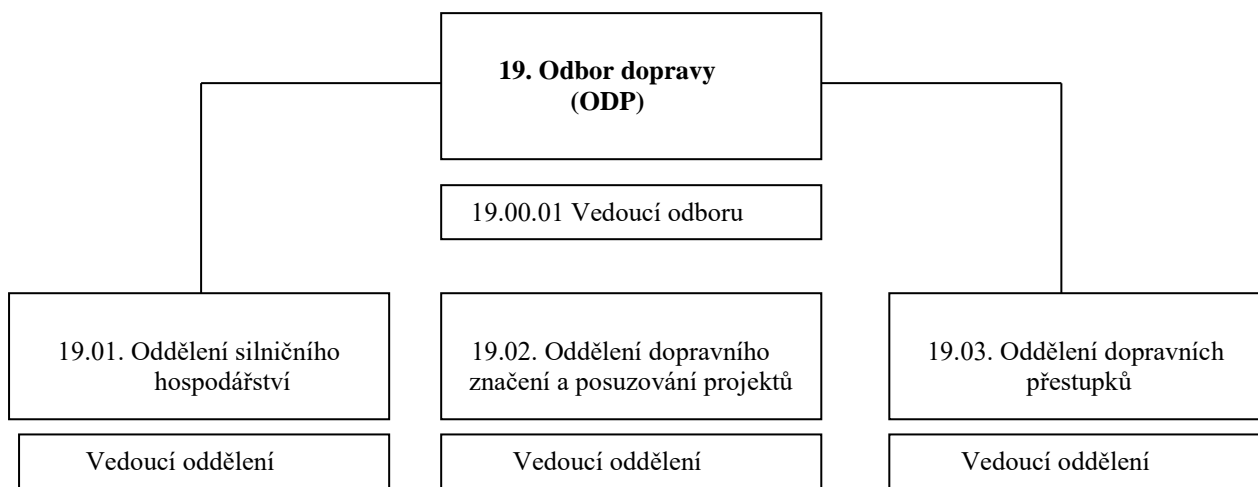 19. Odbor dopravy
(ODP)
19.00.01 Vedoucí odboru
19.01. Oddělení silničního
hospodářství
19.02. Oddělení dopravního
značení a posuzování projektů
19.03. Oddělení dopravních
přestupků
Vedoucí oddělení
Vedoucí oddělení
Vedoucí oddělení